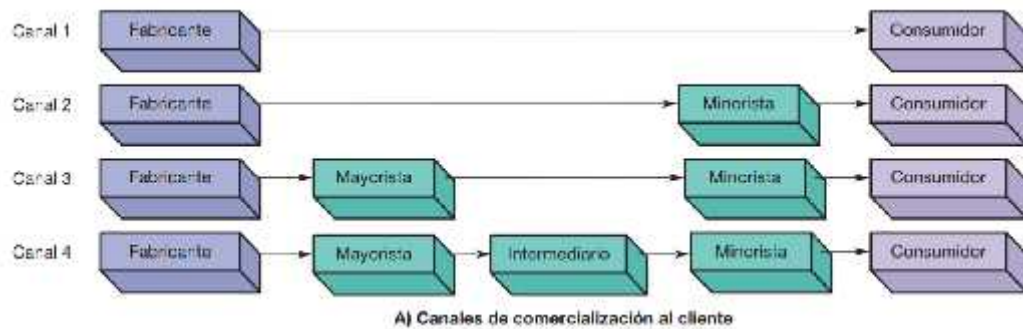 Canal 1 Fabricante Consumidor
Canal 2 Fabricante Minorista Consumidor
Canal 3 Fabricante Mayorista Minorista Consumidor
Canal 4 Fabricante Mayorista Intermediario Minorista Consumidor
A) Canales de comercialización al cliente